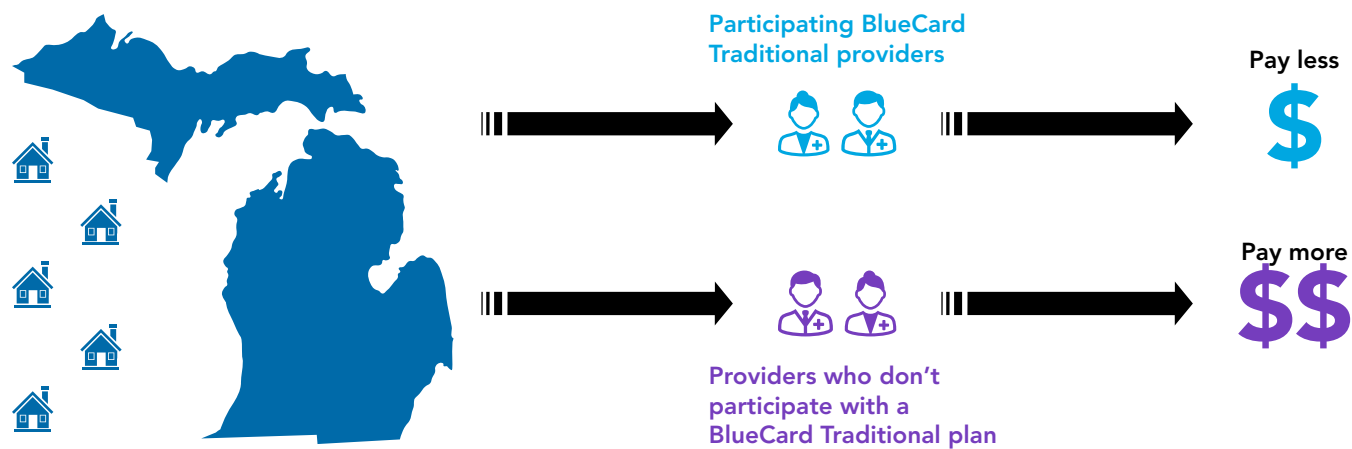 Participating BlueCard
Traditional providers
Pay less
$
Pay more
$$
Providers who don’t
participate with a
BlueCard Traditional plan